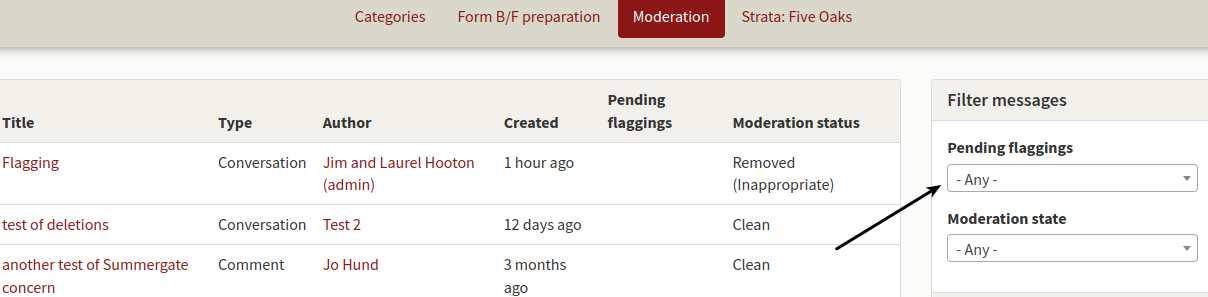 Categories Form B/F preparation Moderation Strata: Five Oaks
Title Type Author Created Pending flaggings Moderation status
Flagging Conversation Jim and Laurel Hooton (admin) 1 hour ago Removed (Inappropriate)
test of deletions Conversation Test 2 12 days ago Clean
another test of Summergate concern Comment Jo Hund 3 months ago Clean
Filter messages
Pending flaggings
- Any -
Moderation state
- Any -